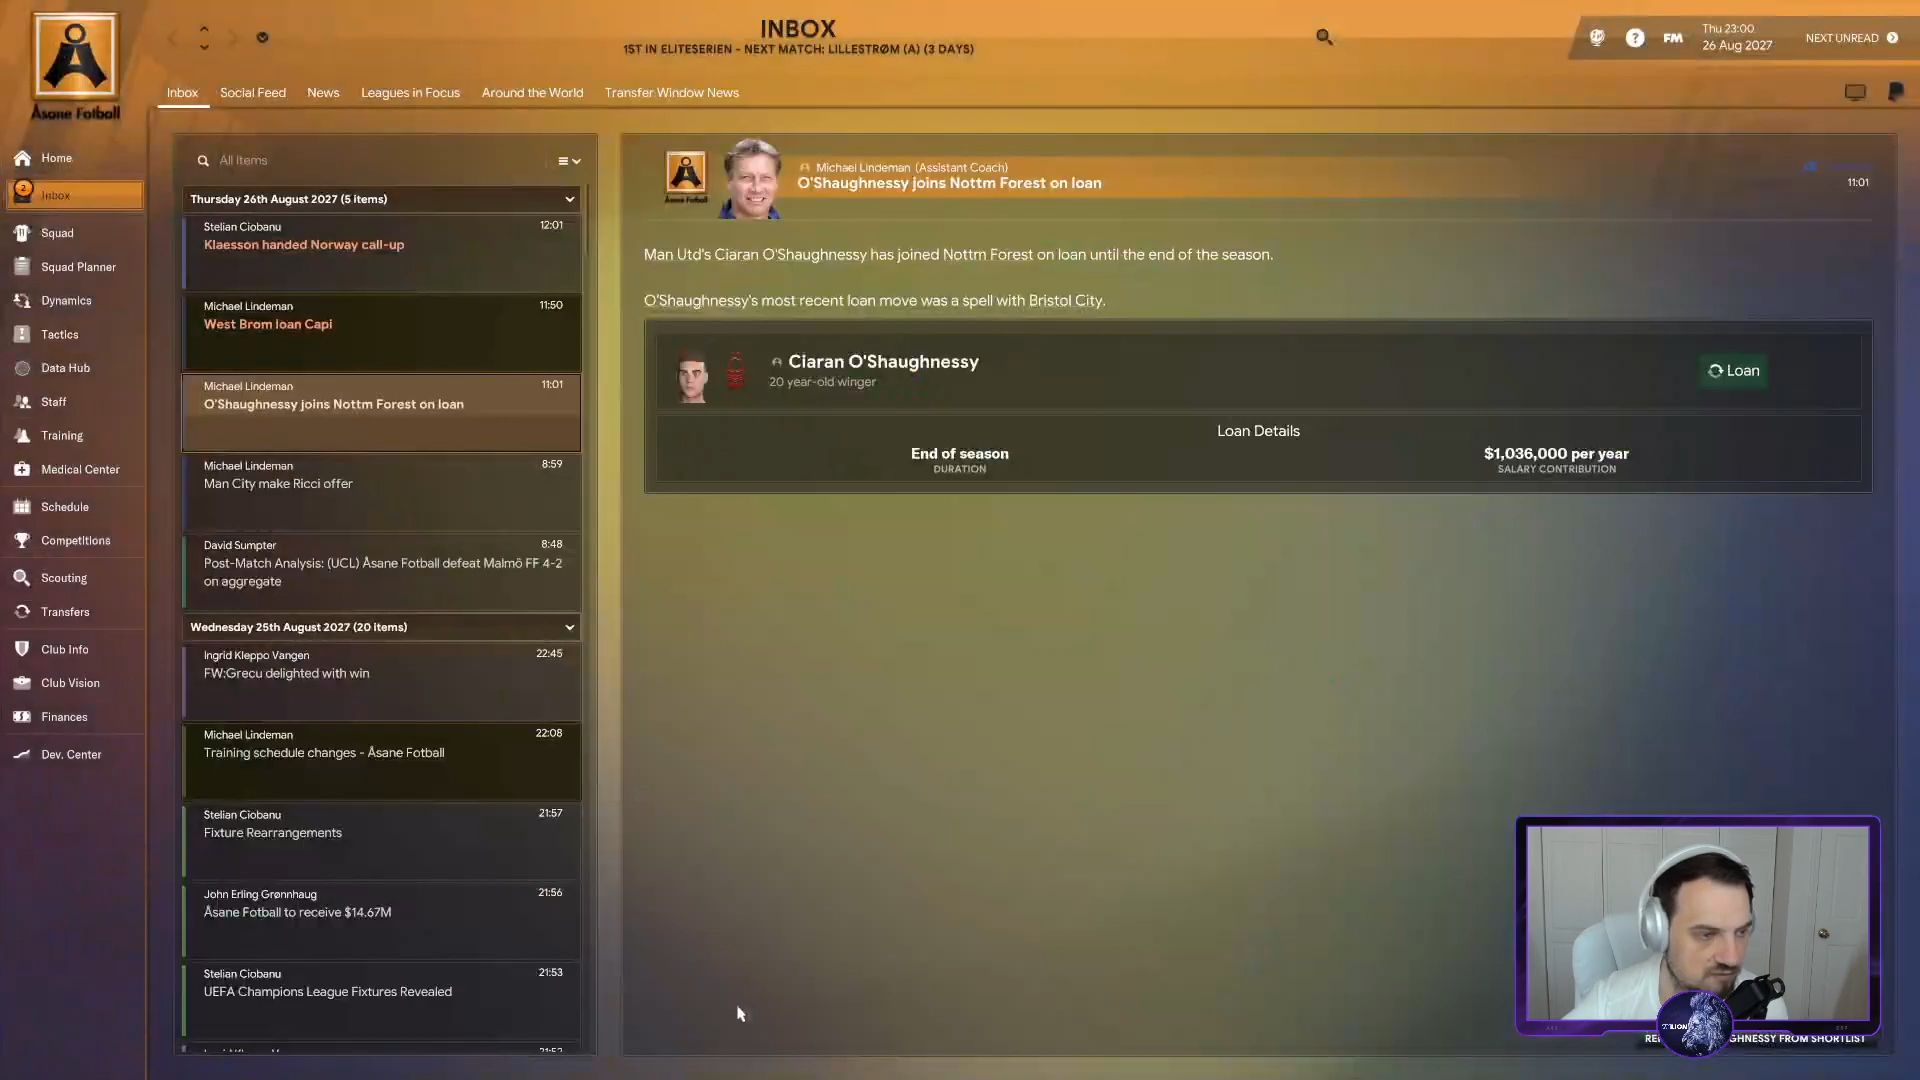 INBOX
1ST IN ELITESERIEN - NEXT MATCH: LILLESTRØM (A) (3 DAYS)
FM
Thu 23:00
26 Aug 2027
NEXT UNREAD
Åsane Fotball
Inbox
Social Feed
News
Leagues in Focus
Around the World
Transfer Window News
Home
2
Inbox
Squad
Squad Planner
Dynamics
Tactics
Data Hub
Staff
Training
Medical Center
Schedule
Competitions
Scouting
Transfers
Club Info
Club Vision
Finances
Dev. Center
All Items
Thursday 26th August 2027 (5 items)
Stelian Ciobanu 12:01
Klaesson handed Norway call-up
Michael Lindeman 11:50
West Brom loan Capi
Michael Lindeman 11:01
O'Shaughnessy joins Nottm Forest on loan
Michael Lindeman 8:59
Man City make Ricci offer
David Sumpter 8:48
Post-Match Analysis: (UCL) Åsane Fotball defeat Malmö FF 4-2
on aggregate
Wednesday 25th August 2027 (20 items)
Ingrid Kleppo Vangen 22:45
FW:Grecu delighted with win
Michael Lindeman 22:08
Training schedule changes - Åsane Fotball
Stelian Ciobanu 21:57
Fixture Rearrangements
John Erling Grønnhaug 21:56
Åsane Fotball to receive $14.67M
Stelian Ciobanu 21:53
UEFA Champions League Fixtures Revealed
Michael Lindeman (Assistant Coach)
O'Shaughnessy joins Nottm Forest on loan
11:01
Man Utd's Ciaran O'Shaughnessy has joined Nottm Forest on loan until the end of the season.
O'Shaughnessy's most recent loan move was a spell with Bristol City.
Ciaran O'Shaughnessy
20 year-old winger
Loan
Loan Details
End of season
DURATION
$1,036,000 per year
SALARY CONTRIBUTION
FROM SHORTLIST